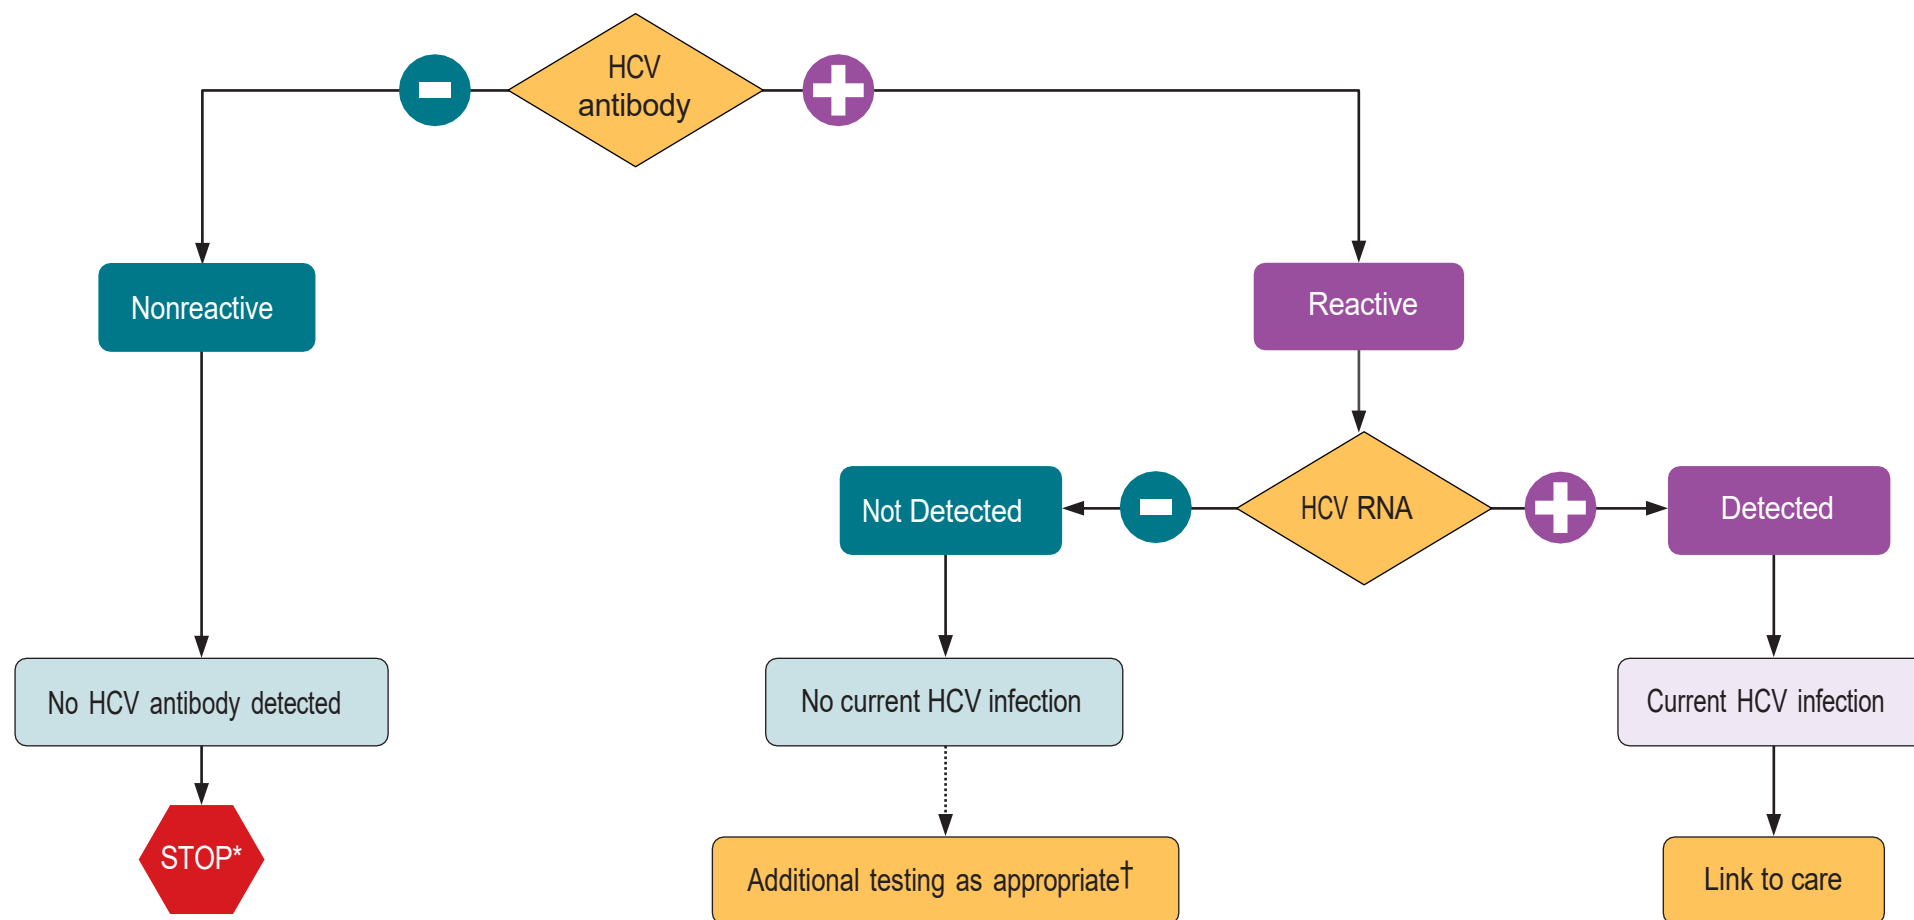 HCV
antibody
Nonreactive
Reactive
Not Detected
HCV RNA
Detected
No HCV antibody detected
No current HCV infection
Current HCV infection
STOP*
Additional testing as appropriate†
Link to care